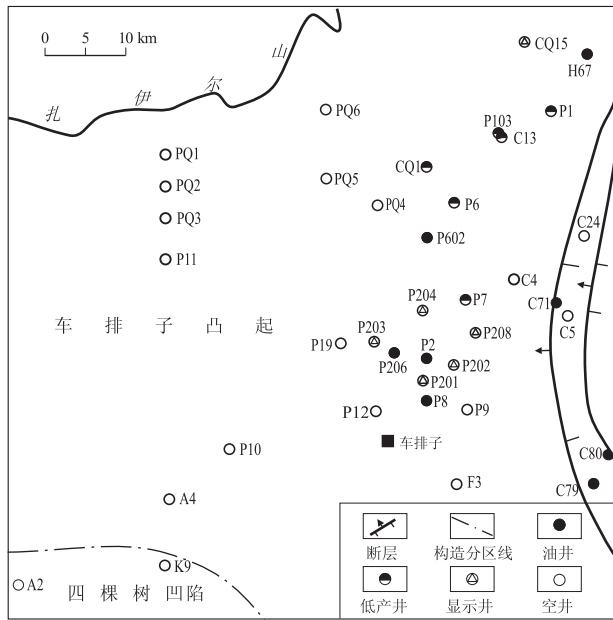 0 5 10 km
扎伊尔山
CQ15
H67
PQ6
P1
P103
C13
PQ1
CQ1
PQ5
PQ2
PQ4
P6
PQ3
C24
P602
P11
C4
P204
P7
C71
C5
车排子凸起
P203
P208
P19
P206
P2
P202
P201
P8
P12
P9
车排子
P10
C80
F3
C79
A4
K9
A2
四棵树凹陷
断层
构造分区线
油井
低产井
显示井
空井